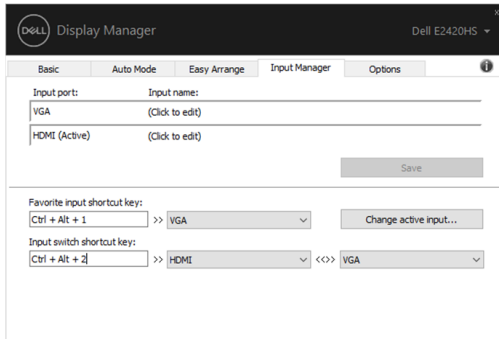 DELL Display Manager Dell E2420HS
Basic Auto Mode Easy Arrange Input Manager Options
Input port: Input name:
VGA (Click to edit)
HDMI (Active) (Click to edit)
Save
Favorite input shortcut key:
Ctrl + Alt + 1 >> VGA Change active input...
Input switch shortcut key:
Ctrl + Alt + 2 >> HDMI <<>> VGA